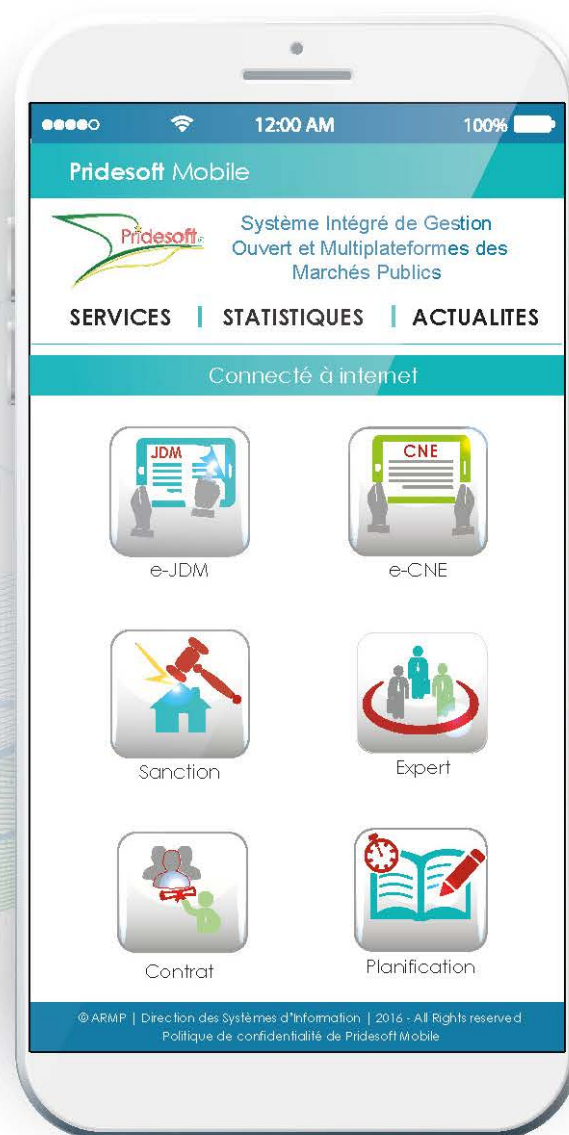 12:00 AM 100%
Pridesoft Mobile
Pridesoft
Système Intégré de Gestion
Ouvert et Multiplateformes des
Marchés Publics
SERVICES | STATISTIQUES | ACTUALITES
Connecté à internet
JDM
CNE
e-JDM
e-CNE
Sanction
Expert
Contrat
Planification
© ARMP | Direction des Systèmes d'Information | 2016 - All Rights reserved
Politique de confidentialité de Pridesoft Mobile